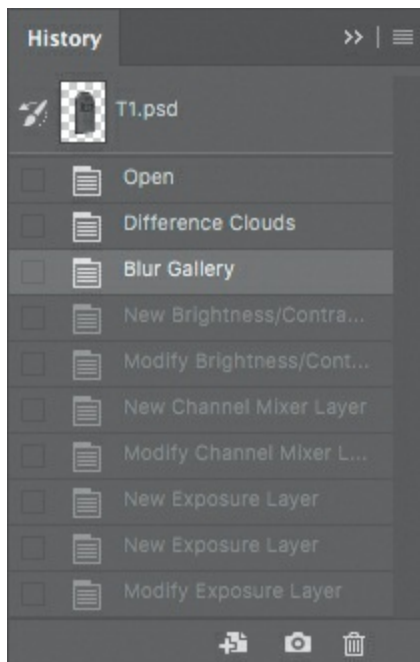 History
T1.psd
Open
Difference Clouds
Blur Gallery
New Brightness/Contra...
Modify Brightness/Cont...
New Channel Mixer Layer
Modify Channel Mixer L...
New Exposure Layer
New Exposure Layer
Modify Exposure Layer